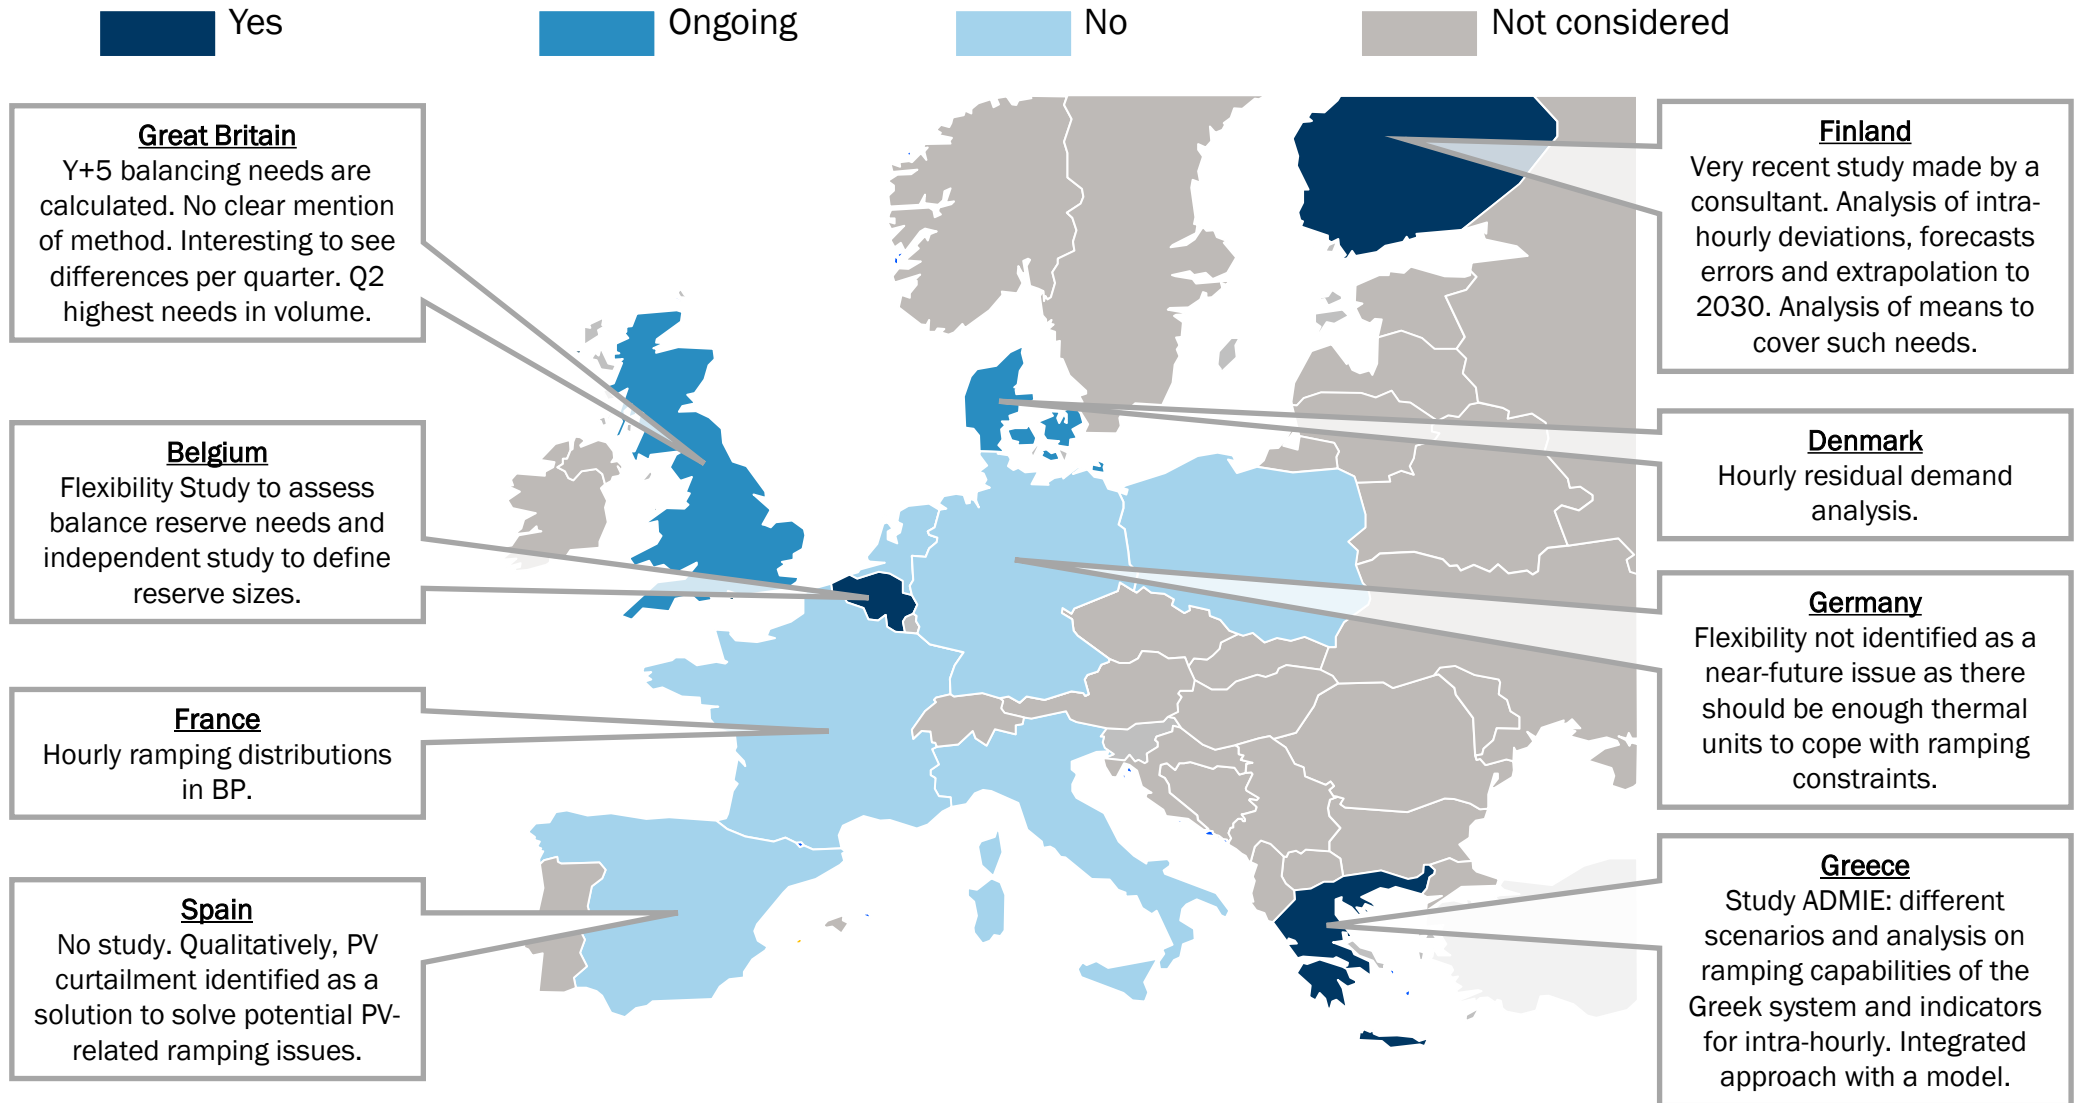 Yes
Ongoing
No
Not considered
Great Britain
Y+5 balancing needs are
calculated. No clear mention
of method. Interesting to see
differences per quarter. Q2
highest needs in volume.
Belgium
Flexibility Study to assess
balance reserve needs and
independent study to define
reserve sizes.
France
Hourly ramping distributions
in BP.
Spain
No study. Qualitatively, PV
curtailment identified as a
solution to solve potential PV-
related ramping issues.
Finland
Very recent study made by a
consultant. Analysis of intra-
hourly deviations, forecasts
errors and extrapolation to
2030. Analysis of means to
cover such needs.
Denmark
Hourly residual demand
analysis.
Germany
Flexibility not identified as a
near-future issue as there
should be enough thermal
units to cope with ramping
constraints.
Greece
Study ADMIE: different
scenarios and analysis on
ramping capabilities of the
Greek system and indicators
for intra-hourly. Integrated
approach with a model.